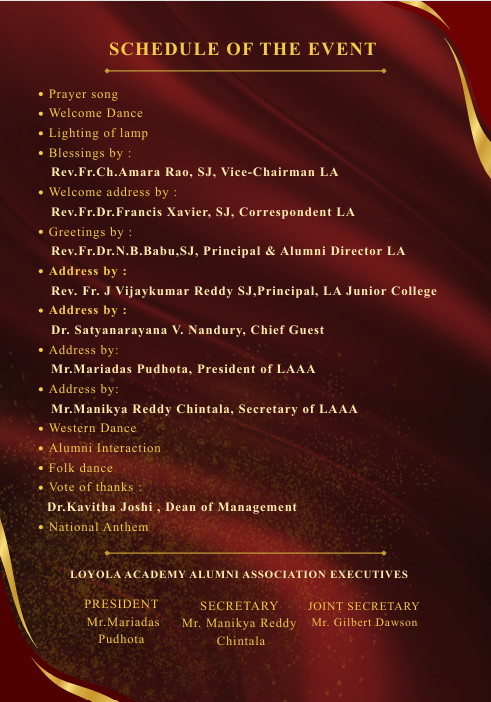 SCHEDULE OF THE EVENT
• Prayer song
• Welcome Dance
• Lighting of lamp
• Blessings by :
Rev.Fr.Ch.Amara Rao, SJ, Vice-Chairman LA
• Welcome address by :
Rev.Fr.Dr.Francis Xavier, SJ, Correspondent LA
• Greetings by :
Rev.Fr.Dr.N.B.Babu,SJ, Principal & Alumni Director LA
• Address by :
Rev. Fr. J Vijaykumar Reddy SJ,Principal, LA Junior College
• Address by :
Dr. Satyanarayana V. Nandury, Chief Guest
• Address by:
Mr.Mariadas Pudhota, President of LAAA
• Address by:
Mr.Manikya Reddy Chintala, Secretary of LAAA
• Western Dance
• Alumni Interaction
• Folk dance
• Vote of thanks :
Dr.Kavitha Joshi , Dean of Management
• National Anthem
LOYOLA ACADEMY ALUMNI ASSOCIATION EXECUTIVES
PRESIDENT
Mr.Mariadas
Pudhota
SECRETARY
Mr. Manikya Reddy
Chintala
JOINT SECRETARY
Mr. Gilbert Dawson